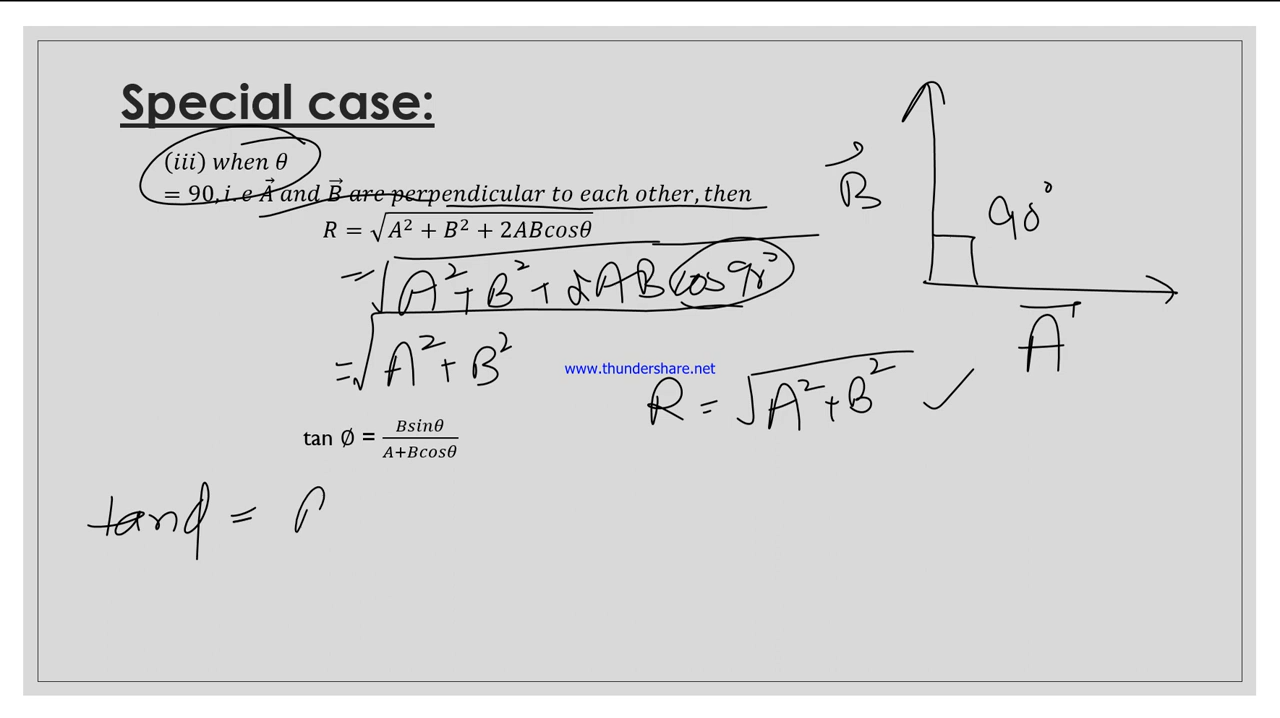 Special case:
(iii) when θ
= 90, i.e A⃗ and B⃗ are perpendicular to each other, then
R = √(A² + B² + 2ABcosθ)
= √(A² + B² + 2AB cos 90°)
= √(A² + B²)
www.thundershare.net
R = √(A² + B²) ✓
tan ∅ = Bsinθ / A+Bcosθ
tanϕ =
B⃗
90°
A⃗